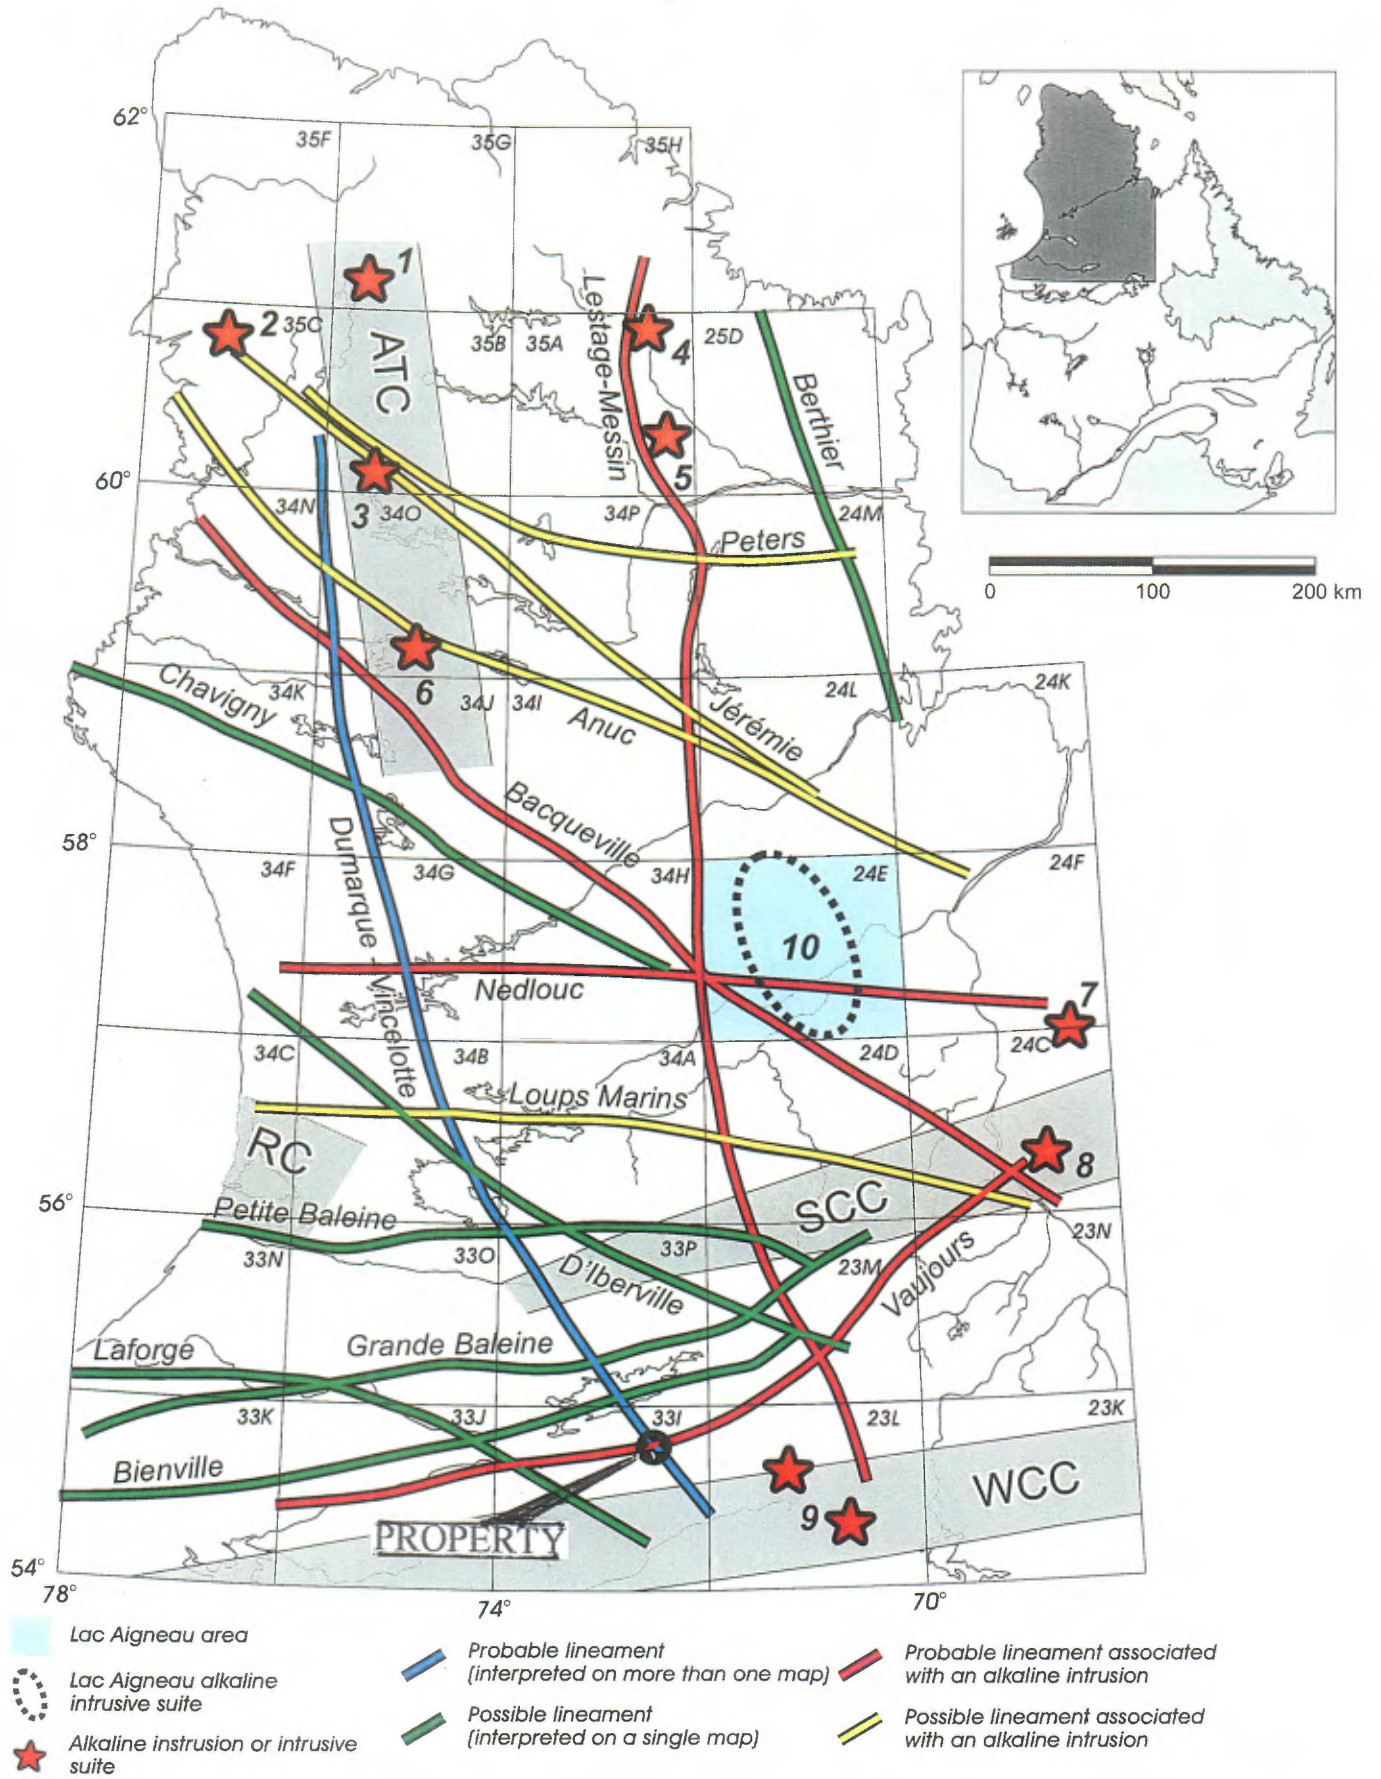 62°
35F
35G
35H
1
2
35C
ATC
35B
35A
Lestage-Messin
4
25D
Berthier
5
60°
34N
3
34O
34P
24M
Peters
0
100
200 km
Chavigny
34K
6
34J
34I
Anuc
Jérémie
24L
24K
Bacqueville
58°
34F
Dumarque - Vincelotte
34G
34H
24E
24F
10
Nedlouc
7
34C
34B
34A
24D
24C
Loups Marins
RC
8
56°
Petite Baleine
SCC
33N
33O
33P
23M
23N
D'Iberville
Vaujours
Laforge
Grande Baleine
33K
33J
33I
23L
23K
Bienville
WCC
9
PROPERTY
54°
78°
74°
70°
Lac Aigneau area
Lac Aigneau alkaline
intrusive suite
Alkaline instrusion or intrusive
suite
Probable lineament
(interpreted on more than one map)
Possible lineament
(interpreted on a single map)
Probable lineament associated
with an alkaline intrusion
Possible lineament associated
with an alkaline intrusion